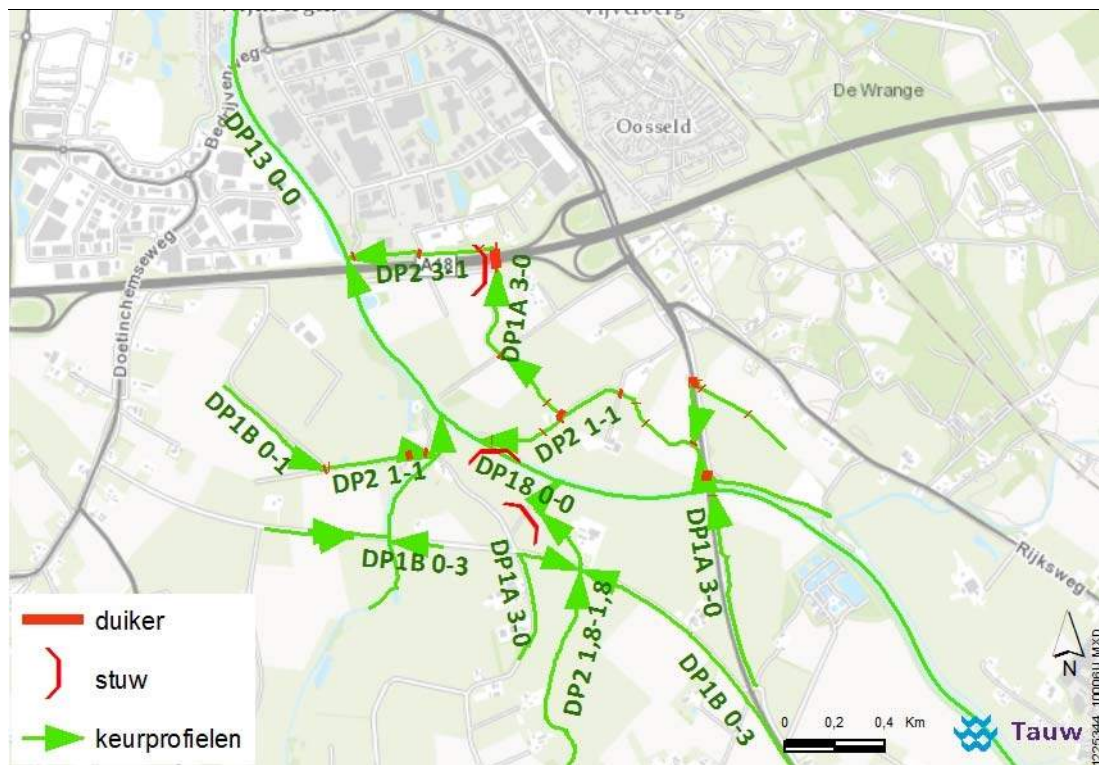 Vijverberg
De Wrange
Oosseld
Bedrijvenweg
DP13 0-0
Doetinchemseweg
A18
DP2 3-1
DP1A 3-0
DP1B 0-1
DP2 1-1
DP2 1-1
DP18 0-0
DP1B 0-3
DP1A 3-0
DP1A 3-0
DP2 1,8-1,8
DP1B 0-3
Rijksweg
duiker
stuw
keurprofielen
0 0,2 0,4 Km
N
Tauw